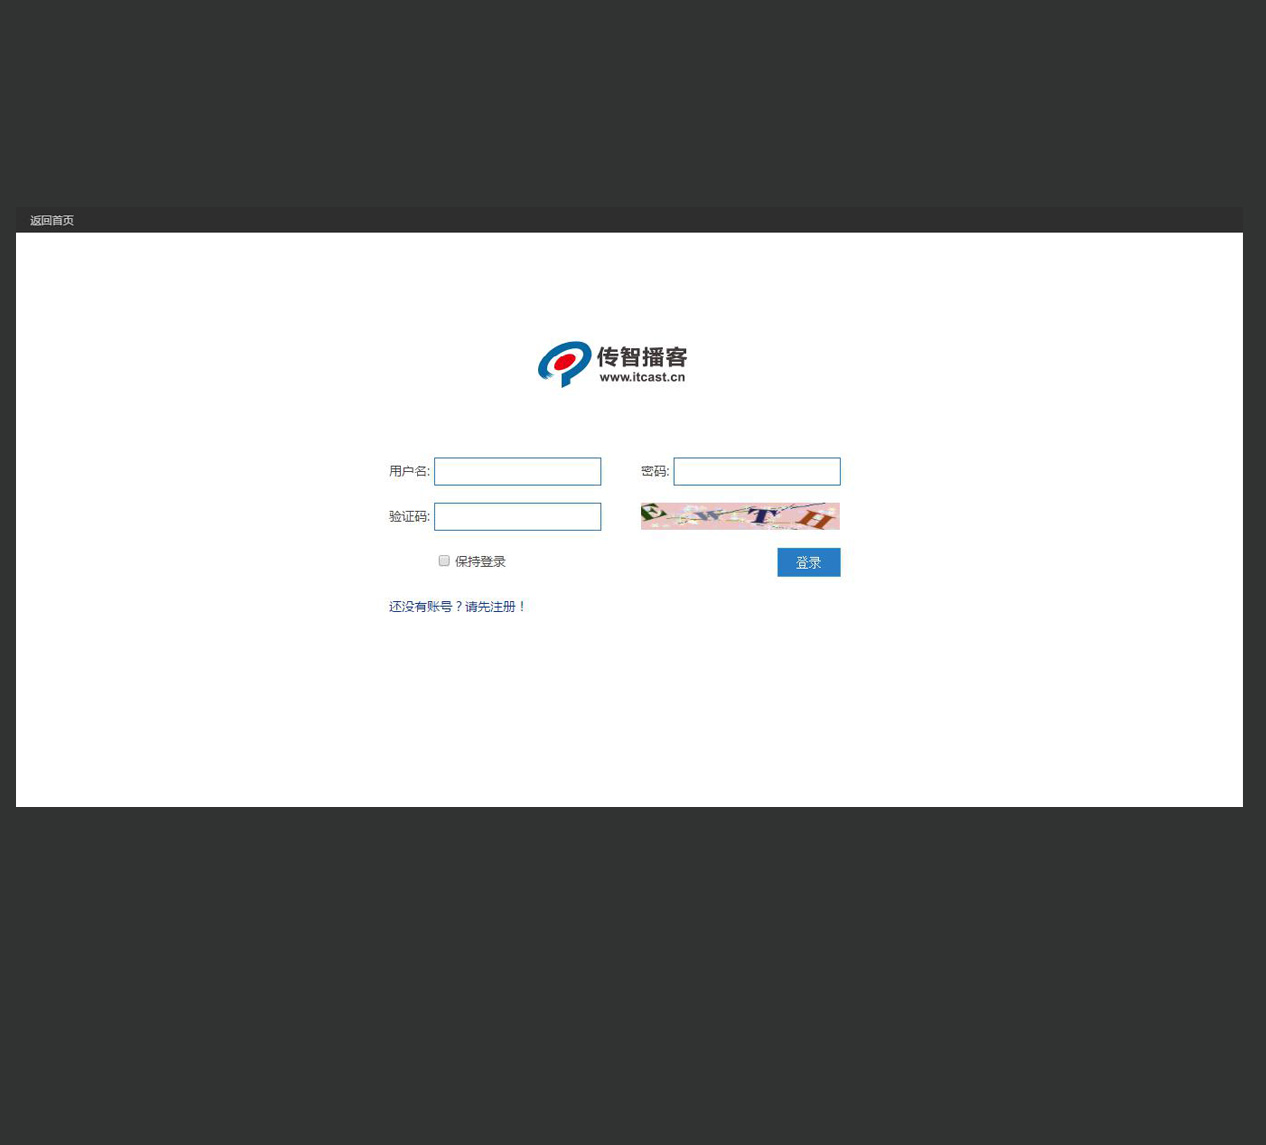 返回首页
传智播客
www.itcast.cn
用户名:
密码:
验证码:
E W T H
保持登录
登录
还没有账号？请先注册！